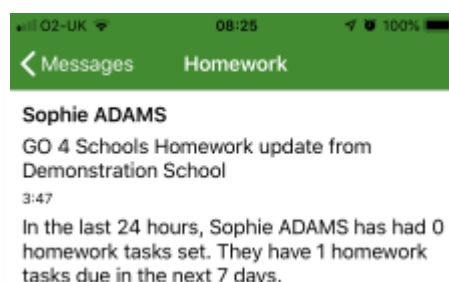 O2-UK 08:25 100%
Messages Homework
Sophie ADAMS
GO 4 Schools Homework update from
Demonstration School
3:47
In the last 24 hours, Sophie ADAMS has had 0
homework tasks set. They have 1 homework
tasks due in the next 7 days.